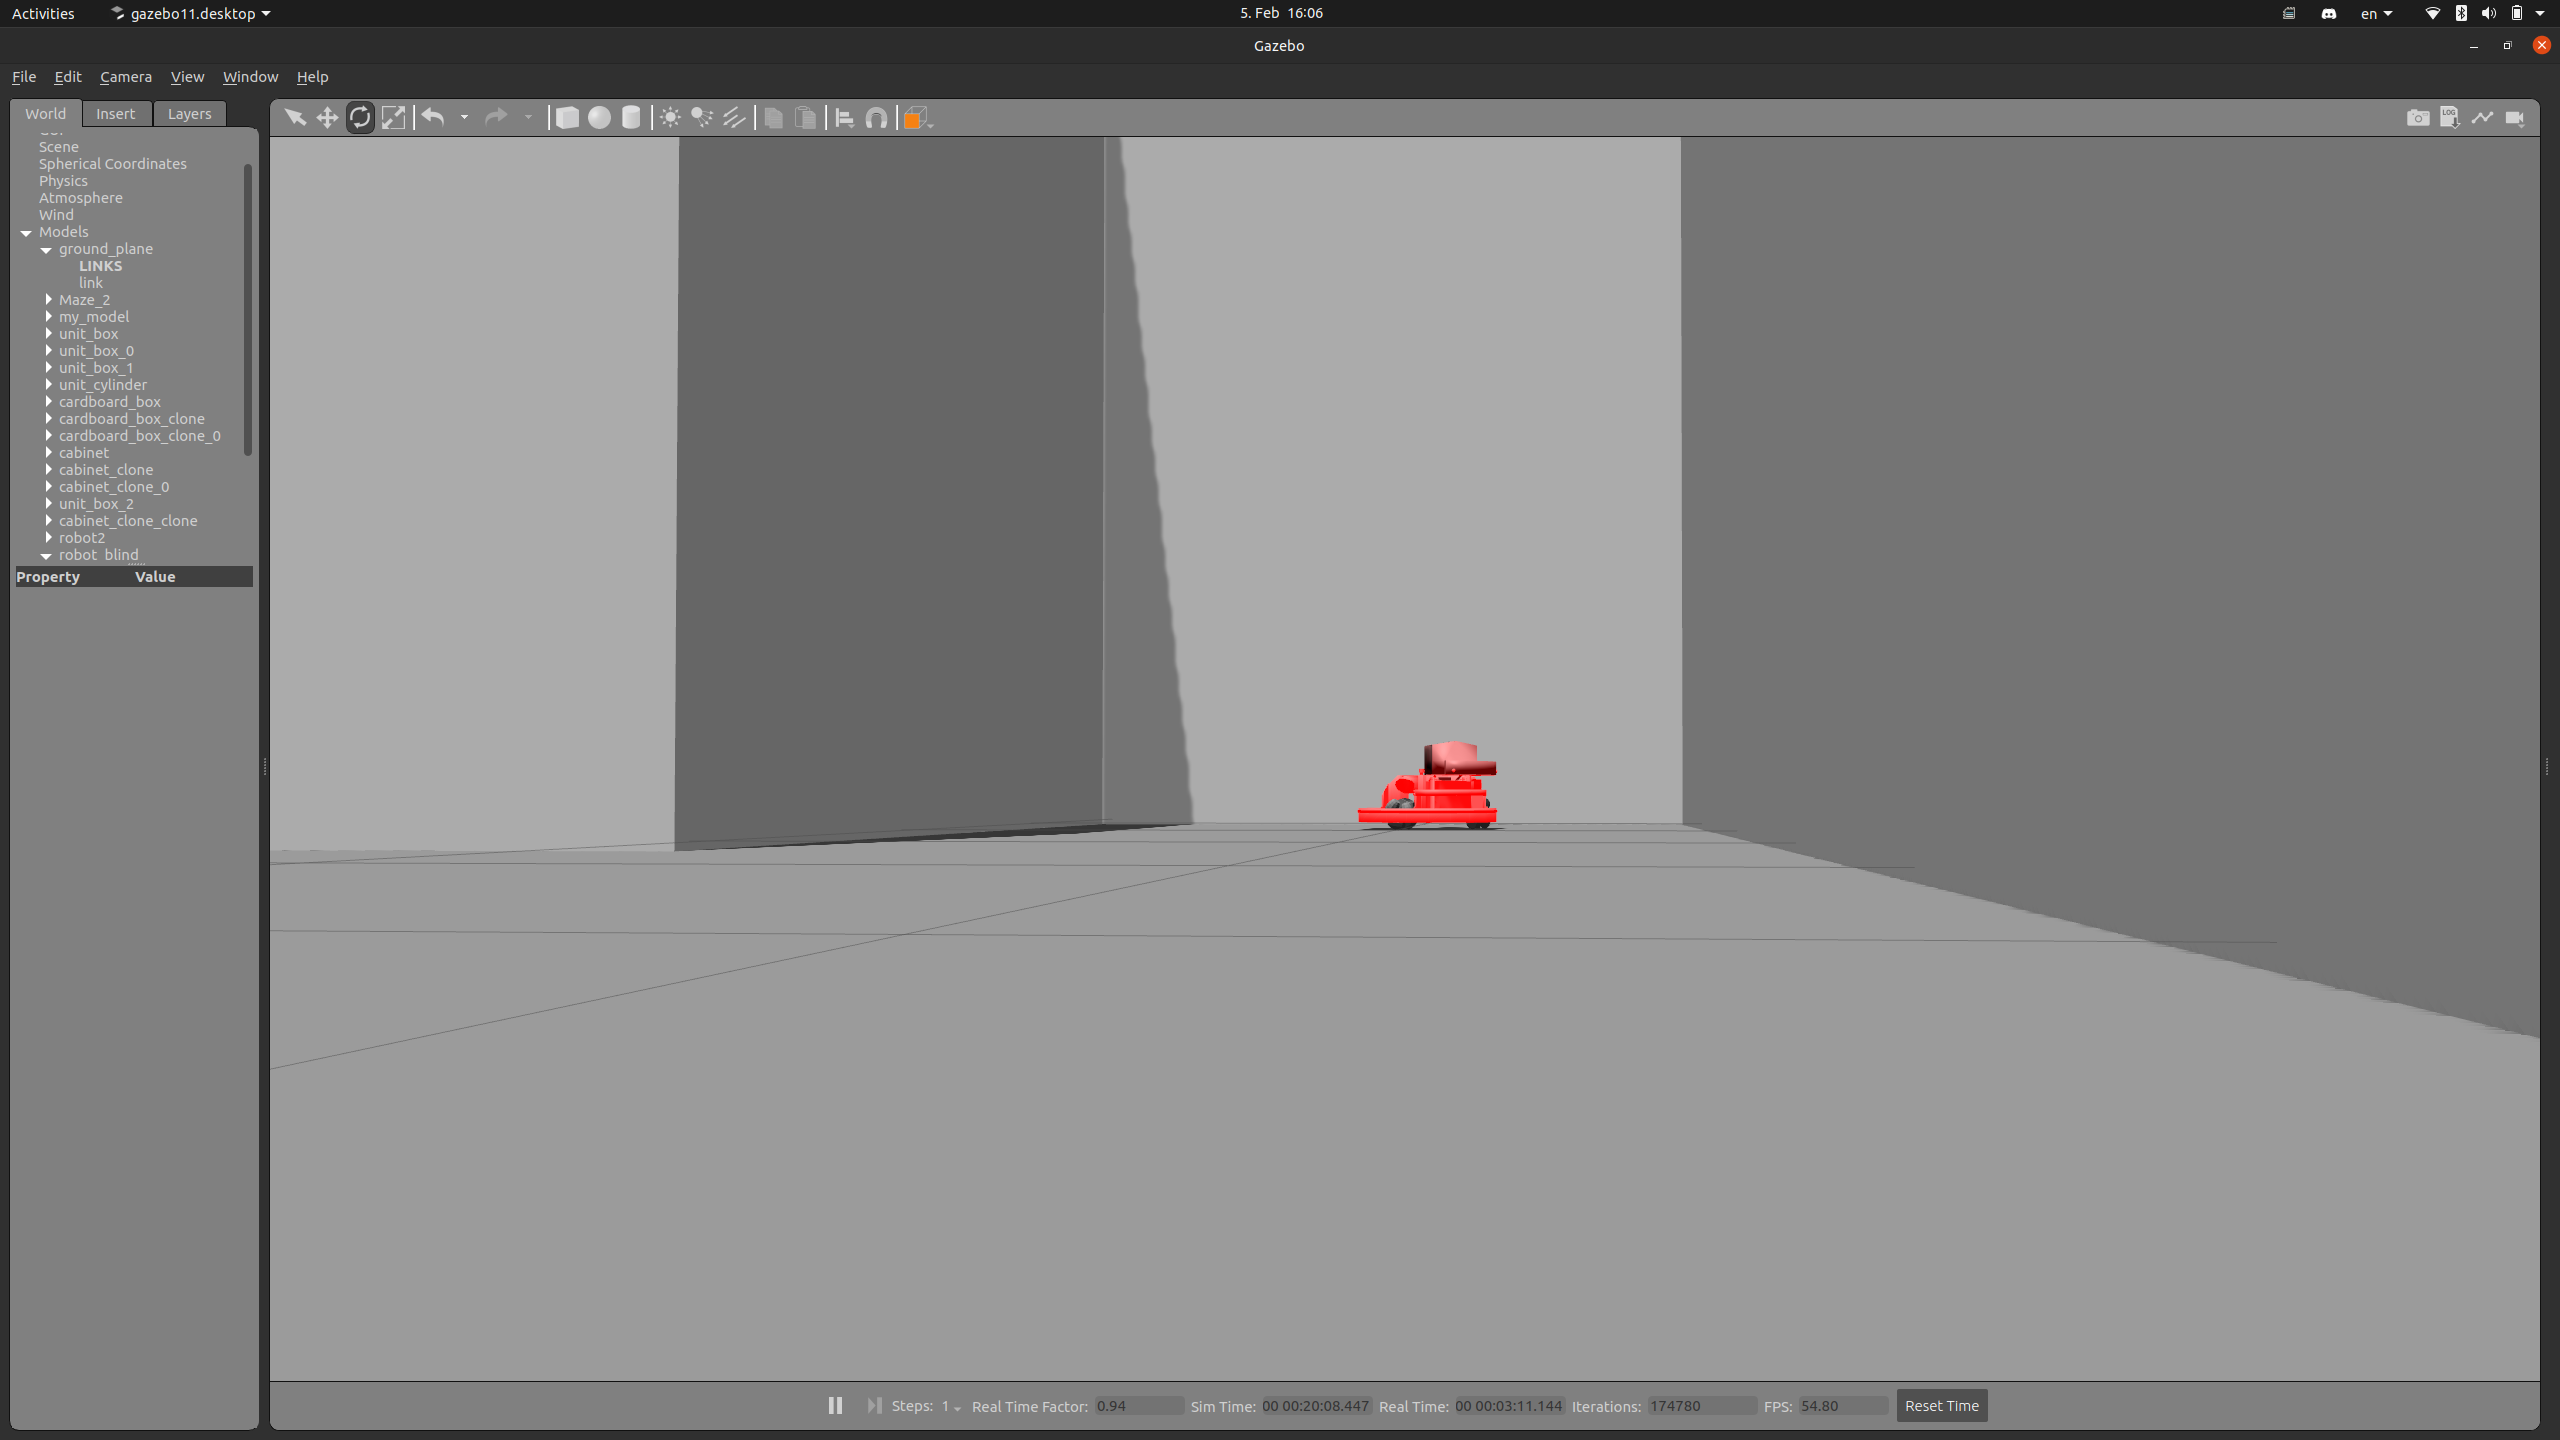 Activities gazebo11.desktop 5. Feb 16:06 en
Gazebo
File Edit Camera View Window Help
World Insert Layers
LOG
Scene
Spherical Coordinates
Physics
Atmosphere
Wind
Models
ground_plane
LINKS
link
Maze_2
my_model
unit_box
unit_box_0
unit_box_1
unit_cylinder
cardboard_box
cardboard_box_clone
cardboard_box_clone_0
cabinet
cabinet_clone
cabinet_clone_0
unit_box_2
cabinet_clone_clone
robot2
robot_blind
Property Value
Steps: 1 Real Time Factor: 0.94 Sim Time: 00 00:20:08.447 Real Time: 00 00:03:11.144 Iterations: 174780 FPS: 54.80 Reset Time